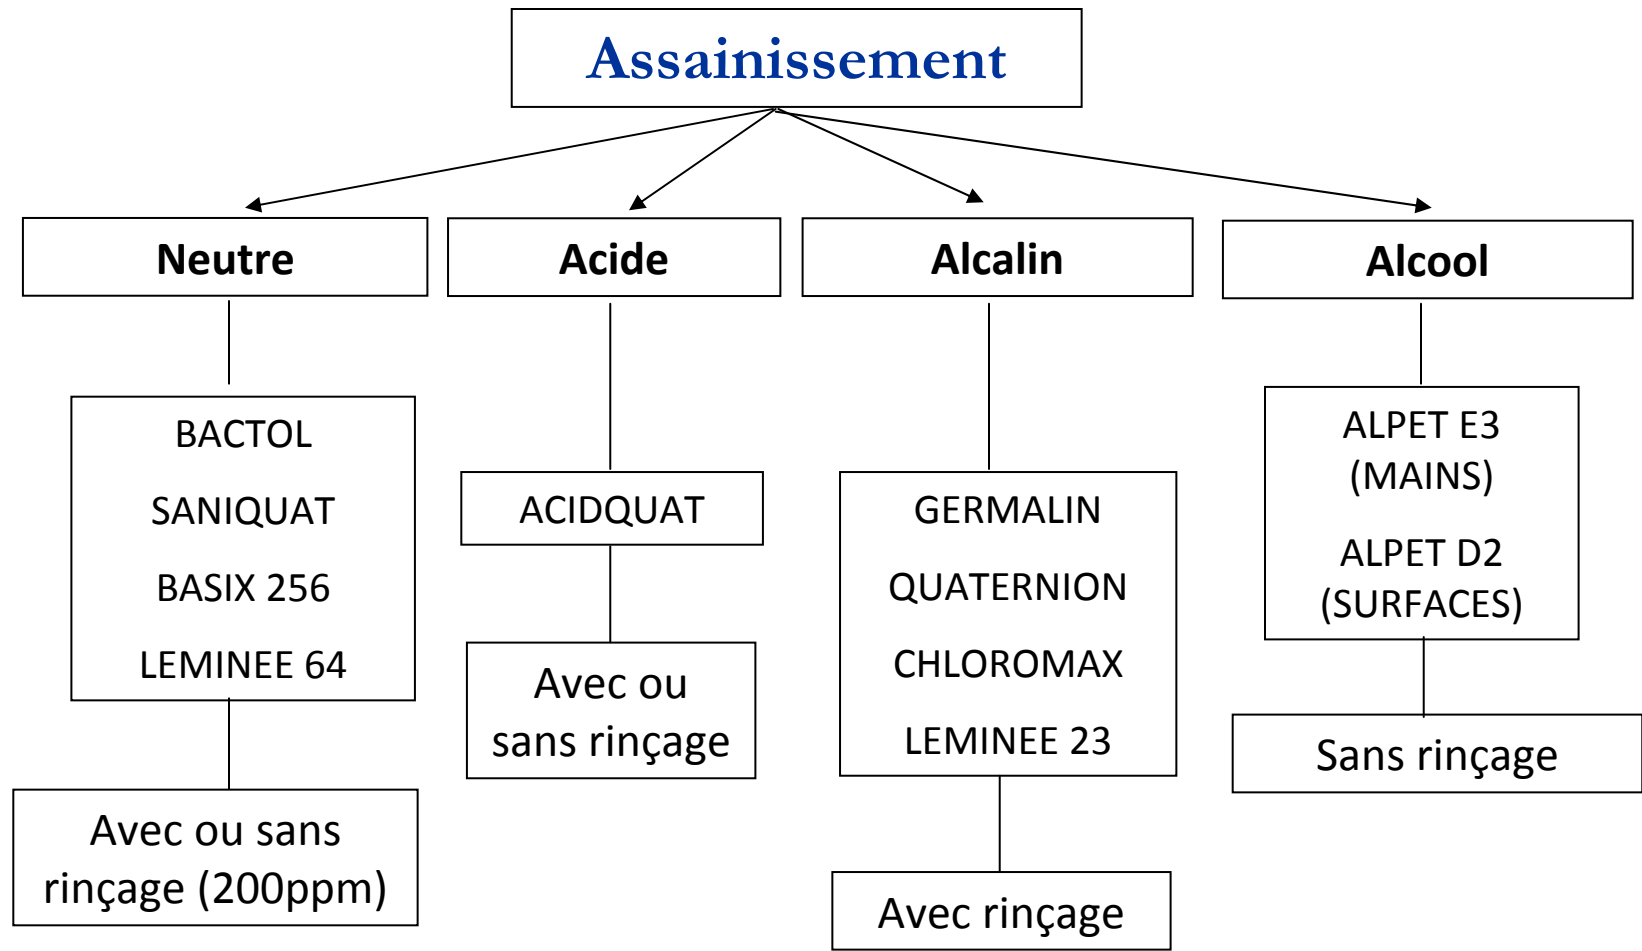 Assainissement
Neutre
Acide
Alcalin
Alcool
BACTOL
SANIQUAT
BASIX 256
LEMINEE 64
Avec ou sans
rinçage (200ppm)
ACIDQUAT
Avec ou
sans rinçage
GERMALIN
QUATERNION
CHLOROMAX
LEMINEE 23
Avec rinçage
ALPET E3
(MAINS)
ALPET D2
(SURFACES)
Sans rinçage